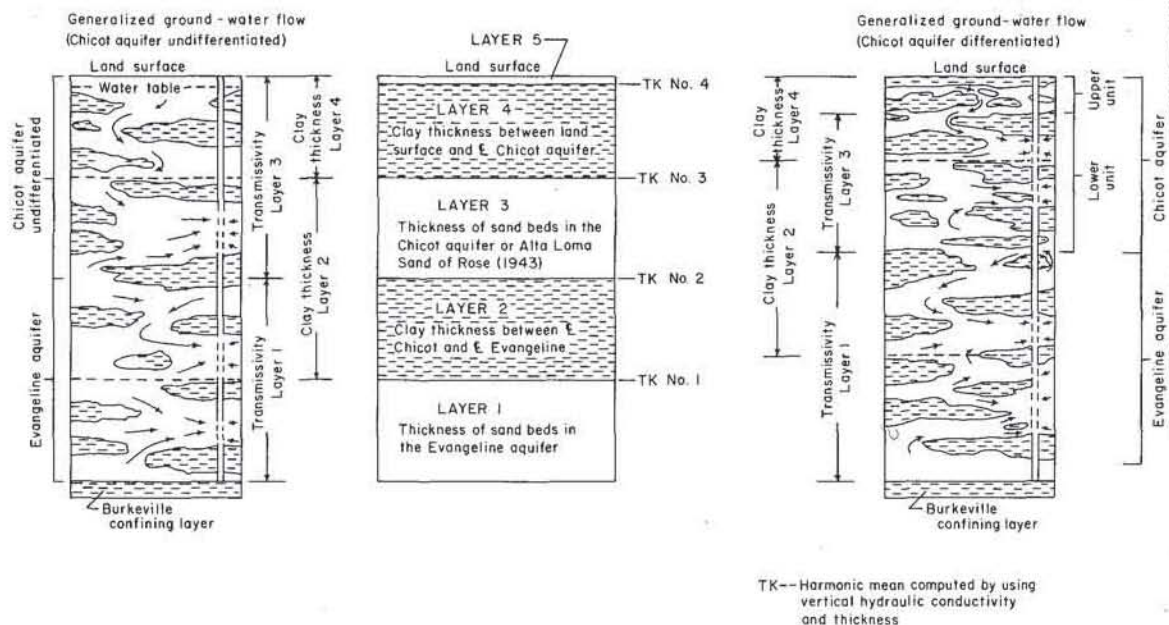 Generalized ground-water flow
(Chicot aquifer undifferentiated)
Land surface
Water table
Chicot aquifer
undifferentiated
Evangeline aquifer
Transmissivity
Layer 3
Transmissivity
Layer 1
Clay
thickness
Layer 4
Clay thickness
Layer 2
Burkeville
confining layer
LAYER 5
Land surface
TK No. 4
LAYER 4
Clay thickness between land
surface and ℄ Chicot aquifer
TK No. 3
LAYER 3
Thickness of sand beds in the
Chicot aquifer or Alta Loma
Sand of Rose (1943)
TK No. 2
LAYER 2
Clay thickness between ℄
Chicot and ℄ Evangeline
TK No. 1
LAYER 1
Thickness of sand beds in
the Evangeline aquifer
Generalized ground-water flow
(Chicot aquifer differentiated)
Land surface
Clay
thickness
Layer 4
Clay thickness
Layer 2
Transmissivity
Layer 3
Transmissivity
Layer 1
Upper
unit
Lower
unit
Chicot aquifer
Evangeline aquifer
Burkeville
confining layer
TK--Harmonic mean computed by using
vertical hydraulic conductivity
and thickness